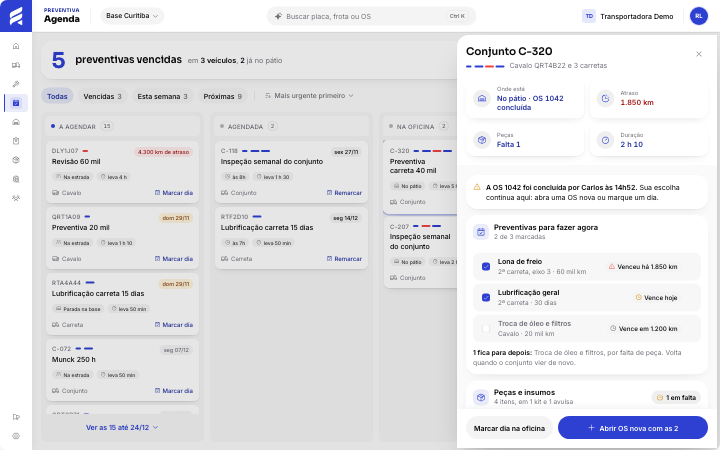 PREVENTIVA
Agenda
Base Curitiba
Buscar placa, frota ou OS
Ctrl K
TD
Transportadora Demo
RL
5 preventivas vencidas
em 3 veículos, 2 já no pátio
Todas
Vencidas 3
Esta semana 3
Próximas 9
Mais urgente primeiro
A AGENDAR 15
DLY1J07
4.300 km de atraso
Revisão 60 mil
Na estrada
leva 4 h
Cavalo
Marcar dia
QRT1A09
dom 29/11
Preventiva 20 mil
Na estrada
leva 1 h 10
Cavalo
Marcar dia
RTA4A44
dom 29/11
Lubrificação carreta 15 dias
Parada na base
leva 50 min
Carreta
Marcar dia
C-072
seg 07/12
Munck 250 h
Na estrada
leva 50 min
Conjunto
Marcar dia
Ver as 15 até 24/12
AGENDADA 2
C-118
sex 27/11
Inspeção semanal do conjunto
às 8h
leva 1 h 30
Conjunto
Remarcar
RTF2D10
seg 14/12
Lubrificação carreta 15 dias
às 7h
leva 50 min
Carreta
Remarcar
NA OFICINA 2
C-320
Preventiva
carreta 40 mil
No pátio
Conjunto
C-207
Inspeção semanal
do conjunto
No pátio
Conjunto
Conjunto C-320
Cavalo QRT4B22 e 3 carretas
Onde está
No pátio · OS 1042
concluída
Atraso
1.850 km
Peças
Falta 1
Duração
2 h 10
A OS 1042 foi concluída por Carlos às 14h52. Sua escolha
continua aqui: abra uma OS nova ou marque um dia.
Preventivas para fazer agora
2 de 3 marcadas
Lona de freio
2ª carreta, eixo 3 · 60 mil km
Venceu há 1.850 km
Lubrificação geral
2ª carreta · 30 dias
Vence hoje
Troca de óleo e filtros
Cavalo · 20 mil km
Vence em 1.200 km
1 fica para depois: Troca de óleo e filtros, por falta de peça. Volta
quando o conjunto vier de novo.
Peças e insumos
4 itens, em 1 kit e 1 avulsa
1 em falta
Marcar dia na oficina
Abrir OS nova com as 2